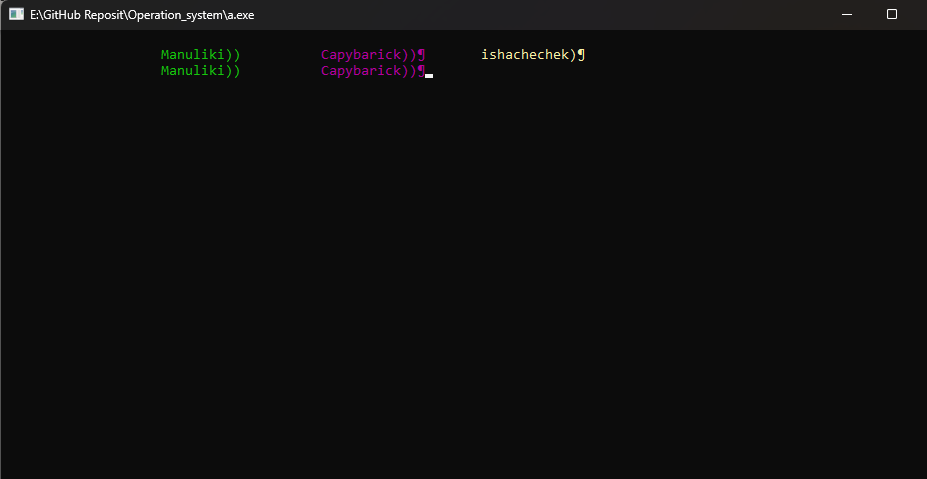 E:\GitHub Reposit\Operation_system\a.exe
Manuliki)) Capybarick))¶ ishachechek)¶
Manuliki)) Capybarick))¶